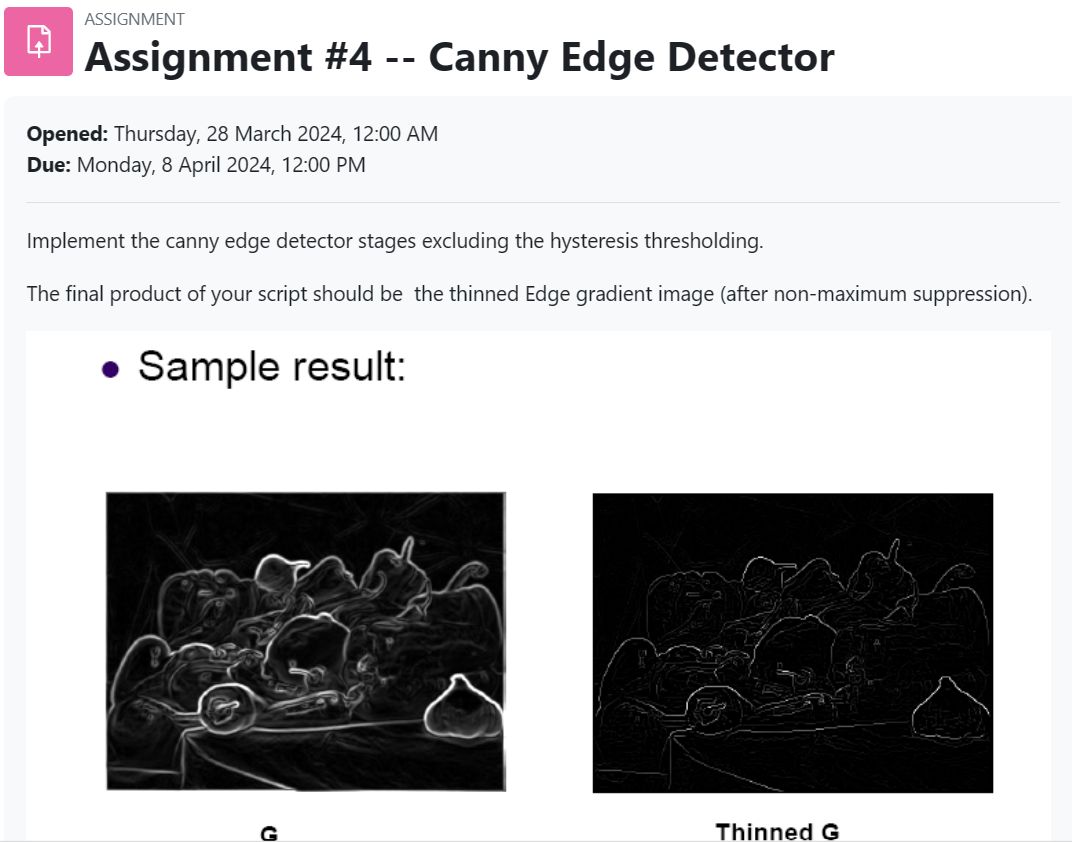 ASSIGNMENT
Assignment #4 -- Canny Edge Detector
Opened: Thursday, 28 March 2024, 12:00 AM
Due: Monday, 8 April 2024, 12:00 PM
Implement the canny edge detector stages excluding the hysteresis thresholding.
The final product of your script should be  the thinned Edge gradient image (after non-maximum suppression).
• Sample result:
G
Thinned G